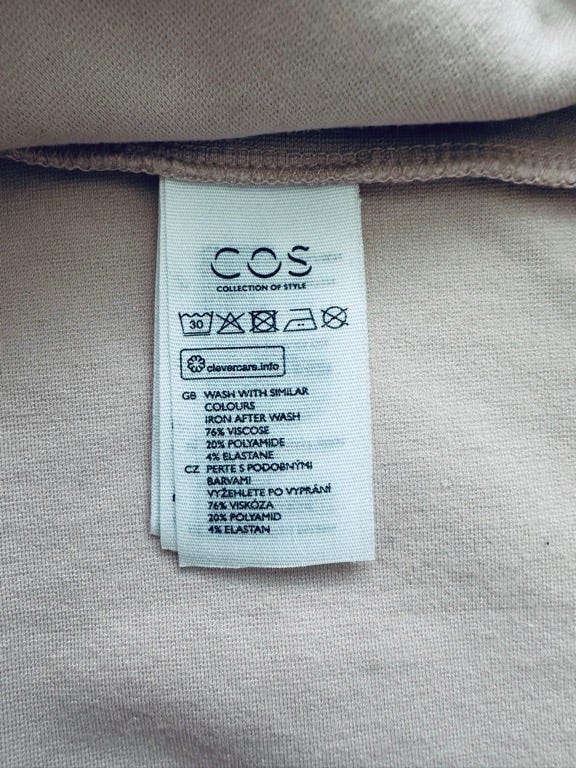 COS
COLLECTION OF STYLE
30
clevercare.info
GB WASH WITH SIMILAR
COLOURS
IRON AFTER WASH
76% VISCOSE
20% POLYAMIDE
4% ELASTANE
CZ PERTE S PODOBNÝMI
BARVAMI
VYŽEHLETE PO VYPRÁNÍ
76% VISKÓZA
20% POLYAMID
4% ELASTAN